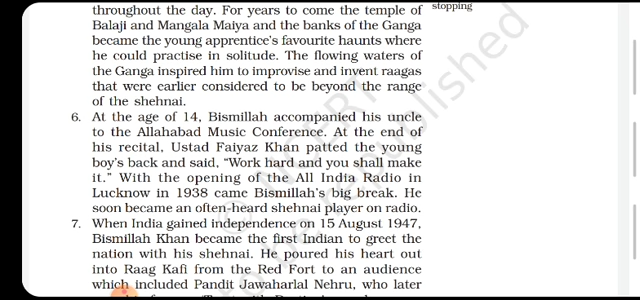 throughout the day. For years to come the temple of
stopping
Balaji and Mangala Maiya and the banks of the Ganga
became the young apprentice's favourite haunts where
he could practise in solitude. The flowing waters of
the Ganga inspired him to improvise and invent raagas
that were earlier considered to be beyond the range
of the shehnai.
6. At the age of 14, Bismillah accompanied his uncle
to the Allahabad Music Conference. At the end of
his recital, Ustad Faiyaz Khan patted the young
boy's back and said, “Work hard and you shall make
it.” With the opening of the All India Radio in
Lucknow in 1938 came Bismillah's big break. He
soon became an often-heard shehnai player on radio.
7. When India gained independence on 15 August 1947,
Bismillah Khan became the first Indian to greet the
nation with his shehnai. He poured his heart out
into Raag Kafi from the Red Fort to an audience
which included Pandit Jawaharlal Nehru, who later